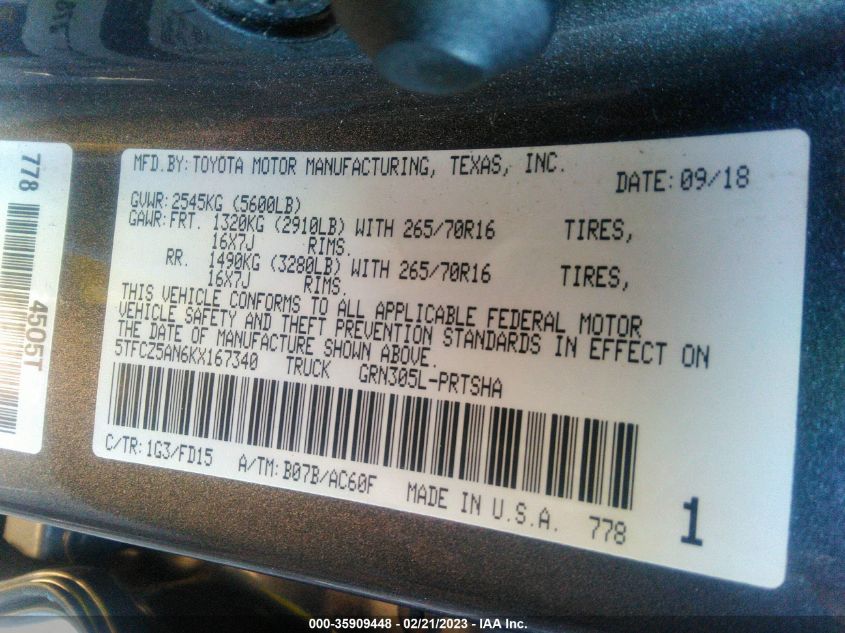 778
4505T
MFD.BY:TOYOTA MOTOR MANUFACTURING, TEXAS, INC.
DATE:09/18
GVWR:2545KG (5600LB)
GAWR:FRT. 1320KG (2910LB) WITH 265/70R16 TIRES,
16X7J RIMS.
RR. 1490KG (3280LB) WITH 265/70R16 TIRES,
16X7J RIMS.
THIS VEHICLE CONFORMS TO ALL APPLICABLE FEDERAL MOTOR
VEHICLE SAFETY AND THEFT PREVENTION STANDARDS IN EFFECT ON
THE DATE OF MANUFACTURE SHOWN ABOVE.
5TFCZ5AN6KX167340 TRUCK GRN305L-PRTSHA
C/TR:1G3/FD15 A/TM:B07B/AC60F MADE IN U.S.A. 778 1
000-35909448 - 02/21/2023 - IAA Inc.